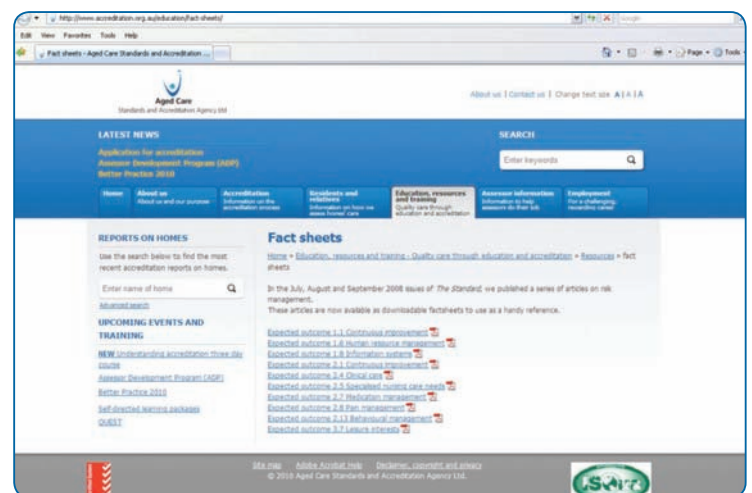 http://www.accreditation.org.au/education/fact-sheets/
Edit View Favorites Tools Help
Fact sheets - Aged Care Standards and Accreditation ...
Page Tools
Aged Care
Standards and Accreditation Agency Ltd
About us | Contact us | Change text size A | A | A
LATEST NEWS
Application for accreditation
Assessor Development Program (ADP)
Better Practice 2010
SEARCH
Enter keywords
Home
About us
About us and our purpose
Accreditation
Information on the accreditation process
Residents and relatives
Information on how we assess homes' care
Education, resources and training
Quality care through education and accreditation
Assessor information
Information to help assessors do their job
Employment
For a challenging, rewarding career
REPORTS ON HOMES
Use the search below to find the most
recent accreditation reports on homes.
Enter name of home
Advanced search
UPCOMING EVENTS AND
TRAINING
NEW Understanding accreditation three day
course
Assessor Development Program (ADP)
Better Practice 2010
Self directed learning packages
QUEST
Fact sheets
Home » Education, resources and training - Quality care through education and accreditation » Resources » fact
sheets
In the July, August and September 2008 issues of The Standard, we published a series of articles on risk
management.
These articles are now available as downloadable factsheets to use as a handy reference.
Expected outcome 1.1 Continuous improvement
Expected outcome 1.6 Human resource management
Expected outcome 1.8 Information systems
Expected outcome 2.1 Continuous improvement
Expected outcome 2.4 Clinical care
Expected outcome 2.5 Specialised nursing care needs
Expected outcome 2.7 Medication management
Expected outcome 2.8 Pain management
Expected outcome 2.13 Behavioural management
Expected outcome 3.7 Leisure interests
Site map Adobe Acrobat Help Disclaimer, copyright and privacy
© 2010 Aged Care Standards and Accreditation Agency Ltd.